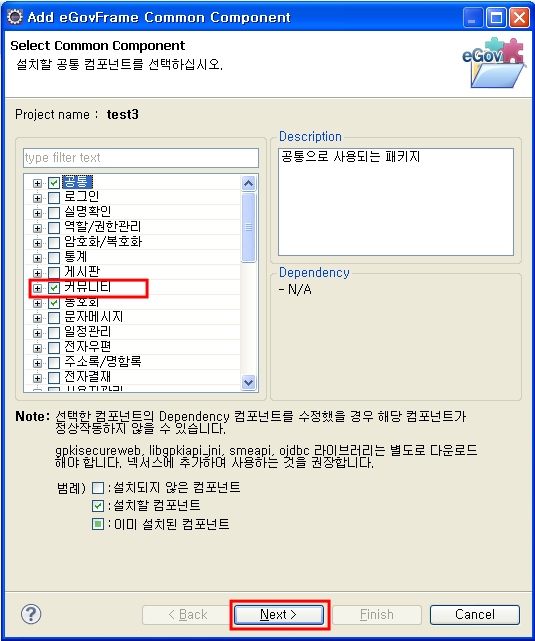 Add eGovFrame Common Component
Select Common Component
설치할 공통 컴포넌트를 선택하십시오.
eGov
Project name : test3
type filter text
공통
로그인
실명확인
역할/권한관리
암호화/복호화
통계
게시판
커뮤니티
동호회
문자메시지
일정관리
전자우편
주소록/명함록
전자결재
사용자관리
Description
공통으로 사용되는 패키지
Dependency
- N/A
Note: 선택한 컴포넌트의 Dependency 컴포넌트를 수정했을 경우 해당 컴포넌트가
정상작동하지 않을 수 있습니다.
gpkisecureweb, libgpkiapi_jni, smeapi, ojdbc 라이브러리는 별도로 다운로드
해야 합니다. 넥서스에 추가하여 사용하는 것을 권장합니다.
범례) :설치되지 않은 컴포넌트
:설치할 컴포넌트
:이미 설치된 컴포넌트
?
< Back
Next >
Finish
Cancel